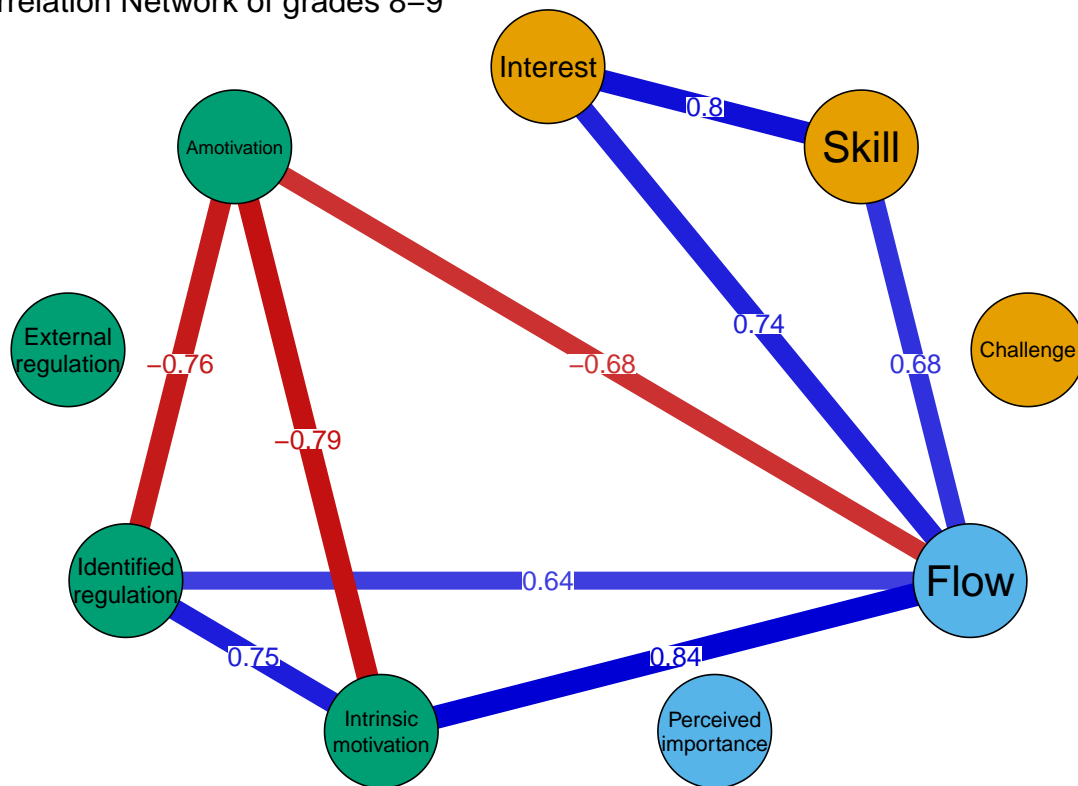 rrelation Network of grades 8−9
Interest
0.8
Skill
Amotivation
0.74
External
regulation
−0.76
−0.68
0.68
Challenge
−0.79
Identified
regulation
0.64
Flow
0.75
0.84
Intrinsic
motivation
Perceived
importance